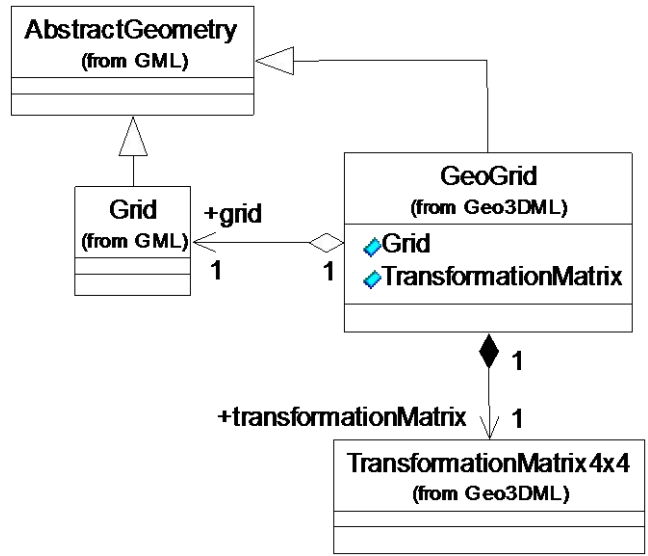 AbstractGeometry
(from GML)
GeoGrid
(from Geo3DML)
Grid
TransformationMatrix
Grid
(from GML)
+grid
1
1
1
+transformationMatrix
1
TransformationMatrix4x4
(from Geo3DML)